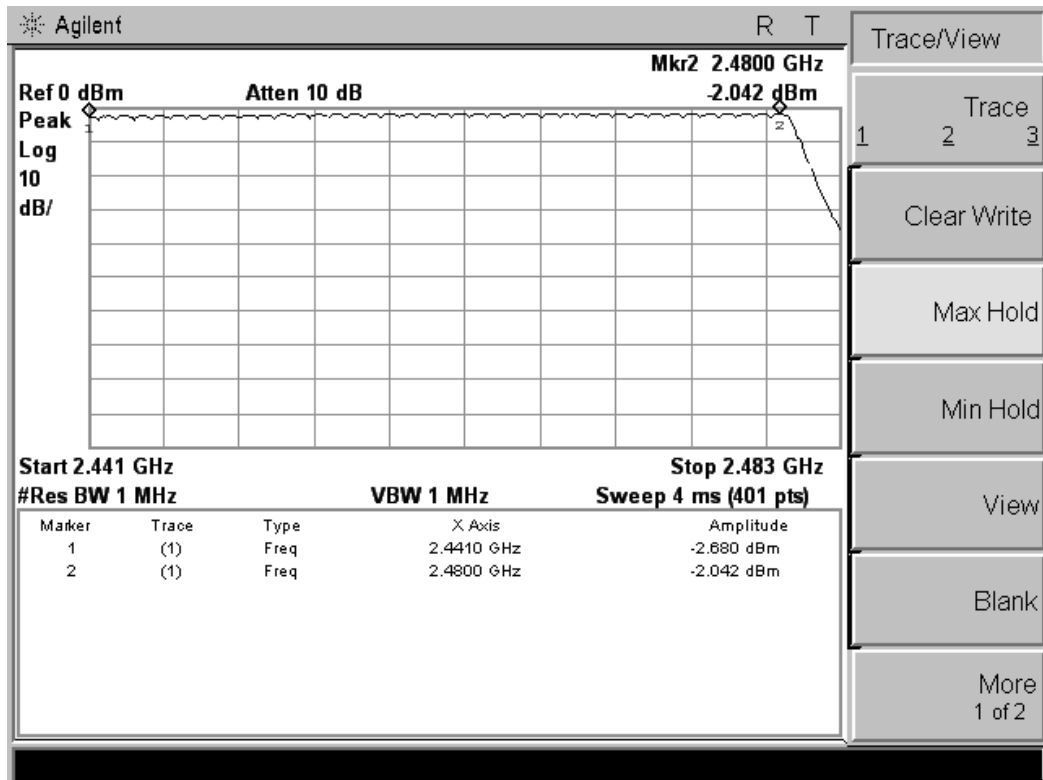 Agilent
R T
Mkr2 2.4800 GHz
Ref 0 dBm Atten 10 dB -2.042 dBm
Peak
Log
10
dB/
1
2
Start 2.441 GHz Stop 2.483 GHz
#Res BW 1 MHz VBW 1 MHz Sweep 4 ms (401 pts)
Marker Trace Type X Axis Amplitude
1 (1) Freq 2.4410 GHz -2.680 dBm
2 (1) Freq 2.4800 GHz -2.042 dBm
Trace/View
Trace
1 2 3
Clear Write
Max Hold
Min Hold
View
Blank
More
1 of 2